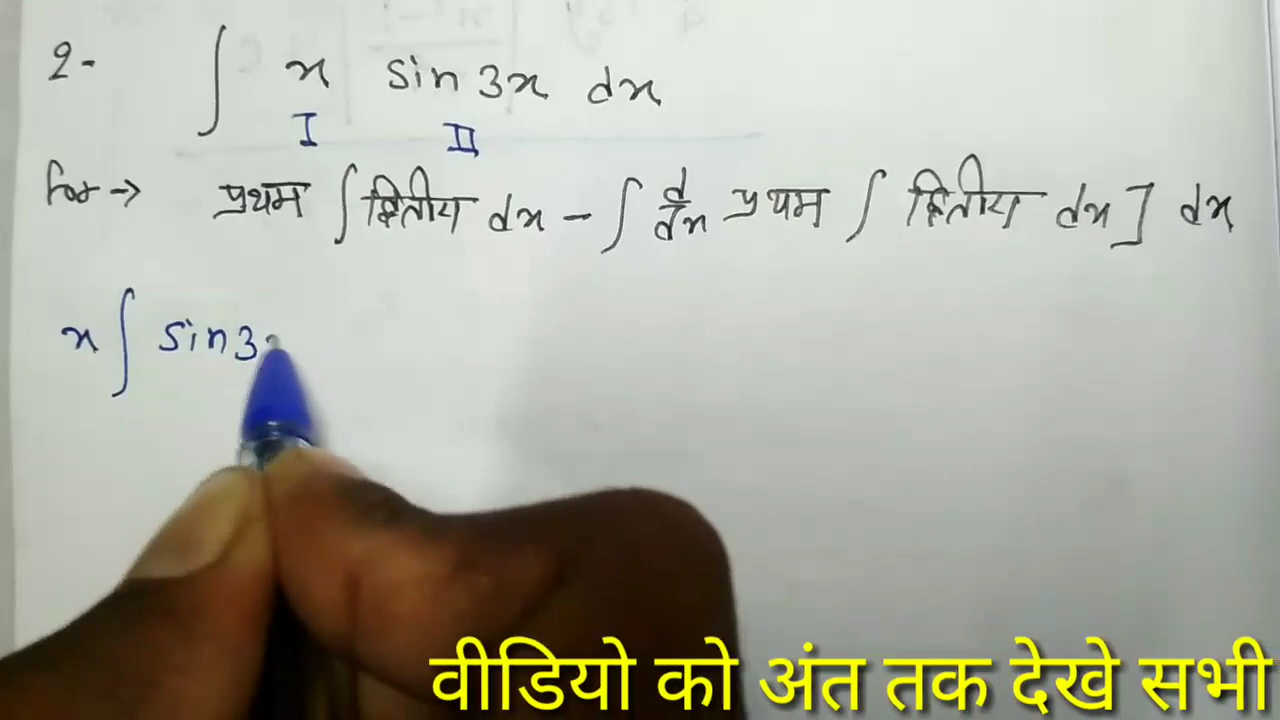 2- ∫ x sin 3x dx
I II
for → प्रथम ∫ द्वितीय dx - ∫ d/dx प्रथम ∫ द्वितीय dx ] dx
x ∫ sin3
वीडियो को अंत तक देखे सभी